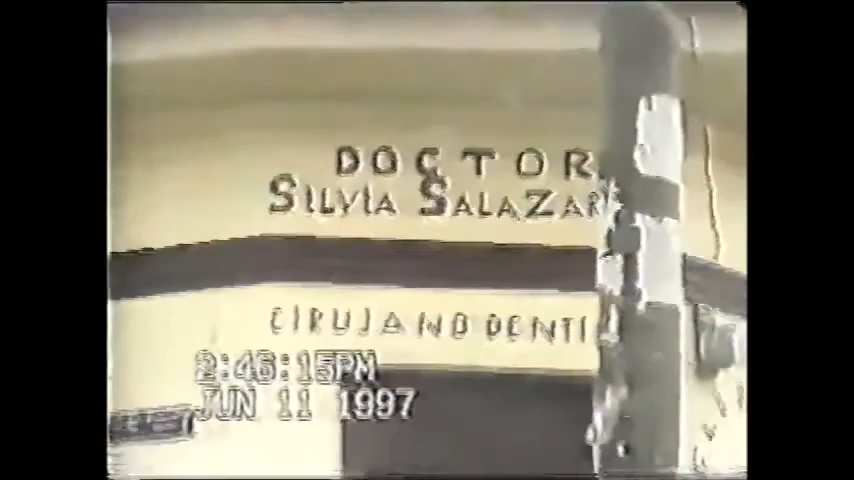 DOCTOR
SILVIA SALAZAR
CIRUJANO DENTI
2:46:15PM
JUN 11 1997